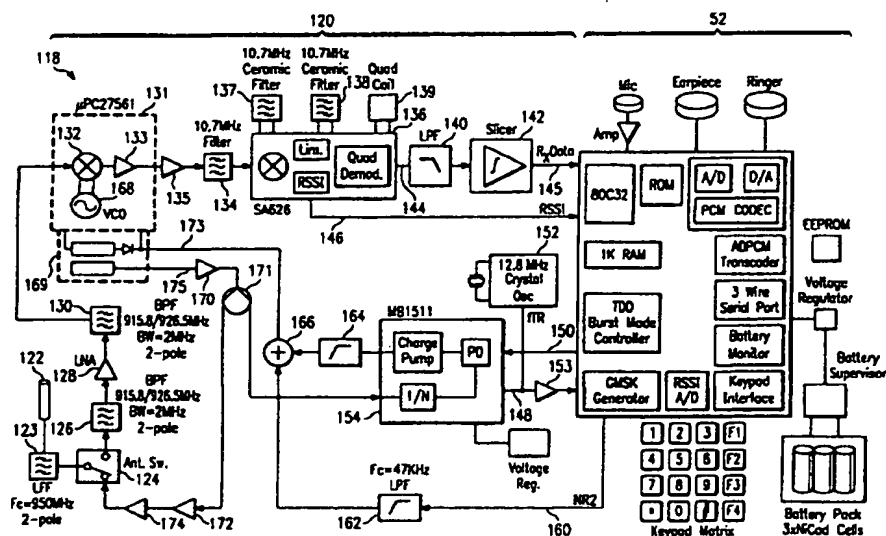 120
52
118
10.7MHz
Ceramic
Filter
137
10.7MHz
Ceramic
Filter
138
Quad
Coil
139
136
μPC27561
131
132
133
168
VCO
135
10.7MHz
Filter
134
Lim.
RSSI
Quad
Demod.
SA626
144
146
LPF
140
Slicer
142
RxData
145
RSSI
Mic
Amp
Earpiece
Ringer
80C32
ROM
A/D
D/A
PCM CODEC
1K RAM
ADPCM
Transcoder
TDD
Burst Mode
Controller
3 Wire
Serial Port
Battery
Monitor
GMSK
Generator
RSSI
A/D
Keypad
Interface
EEPROM
Voltage
Regulator
Battery
Supervisor
Battery Pack
3xNiCad Cells
173
169
175
170
171
152
12.8 MHz
Crystal
Osc
fTR
130
BPF
915.8/926.5MHz
BW=2MHz
2-pole
122
LNA
128
BPF
915.8/926.5MHz
BW=2MHz
2-pole
126
123
LFF
Fc=950MHz
2-pole
Ant. Sw.
124
174
172
166
164
MB1511
Charge
Pump
PD
1/N
154
148
150
153
Voltage
Reg.
Fc=47KHz
LPF
162
NR2
160
1 2 3 F1
4 5 6 F2
7 8 9 F3
* 0 # F4
Keypad Matrix